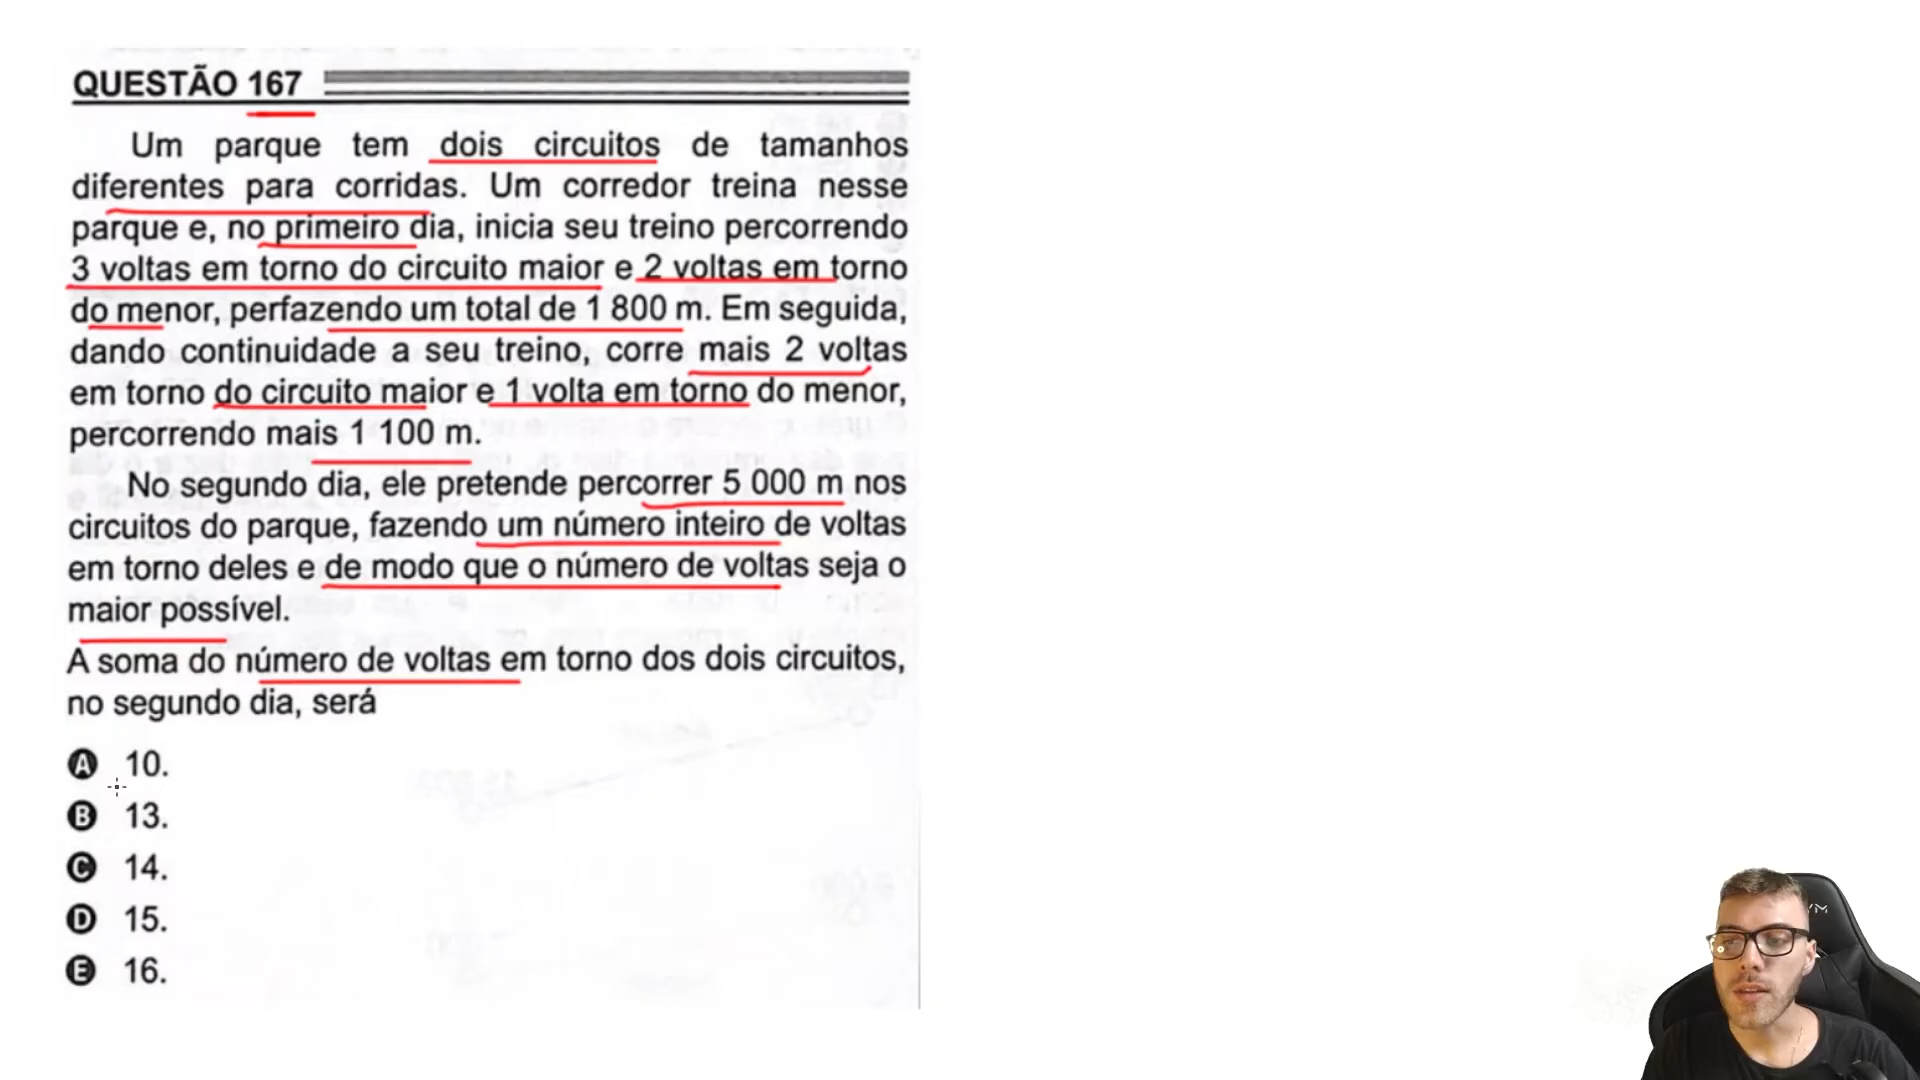 QUESTÃO 167
Um parque tem dois circuitos de tamanhos
diferentes para corridas. Um corredor treina nesse
parque e, no primeiro dia, inicia seu treino percorrendo
3 voltas em torno do circuito maior e 2 voltas em torno
do menor, perfazendo um total de 1 800 m. Em seguida,
dando continuidade a seu treino, corre mais 2 voltas
em torno do circuito maior e 1 volta em torno do menor,
percorrendo mais 1 100 m.
No segundo dia, ele pretende percorrer 5 000 m nos
circuitos do parque, fazendo um número inteiro de voltas
em torno deles e de modo que o número de voltas seja o
maior possível.
A soma do número de voltas em torno dos dois circuitos,
no segundo dia, será
A 10.
B 13.
C 14.
D 15.
E 16.